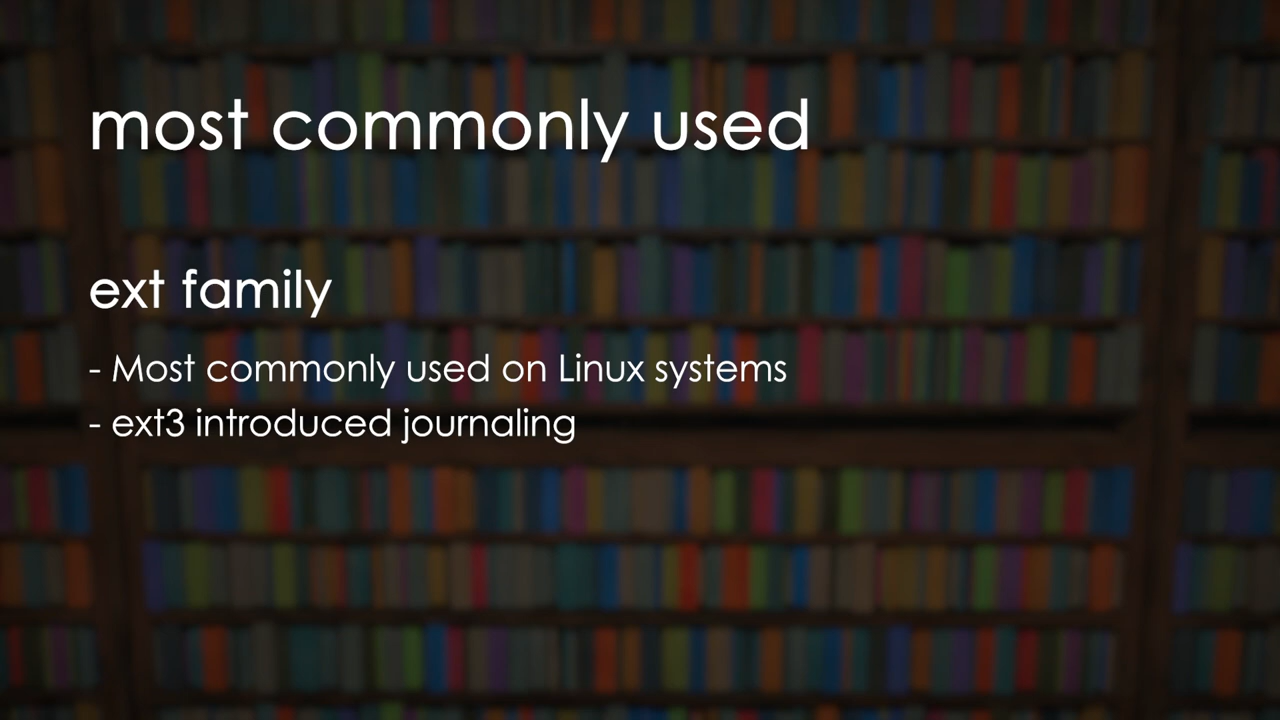 most commonly used
ext family
- Most commonly used on Linux systems
- ext3 introduced journaling